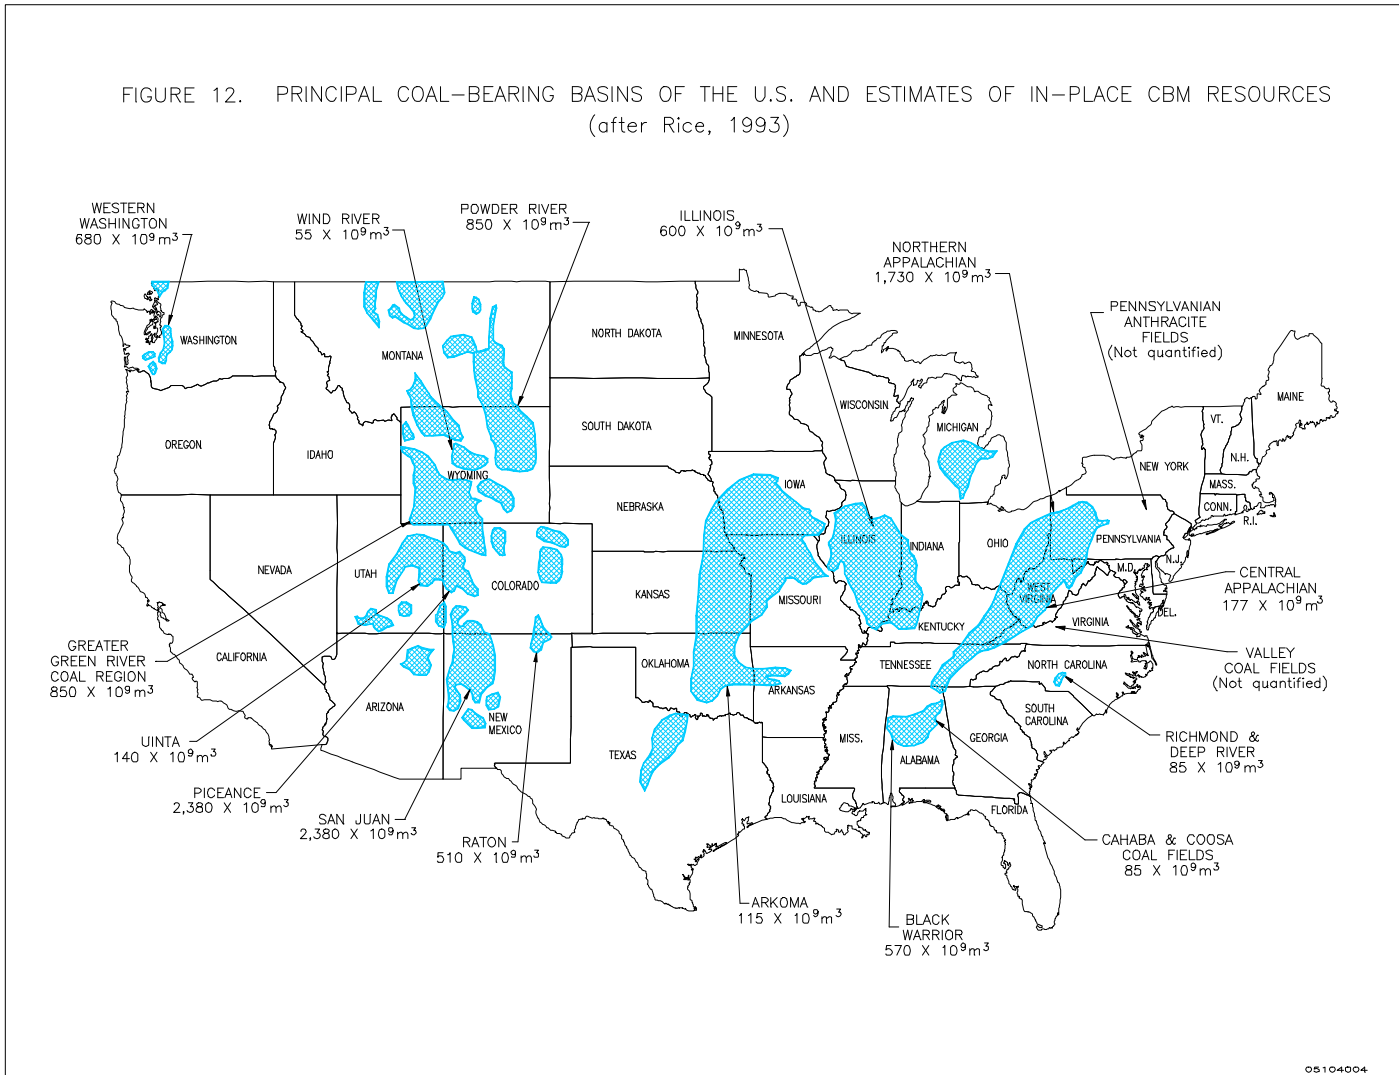 FIGURE 12. PRINCIPAL COAL-BEARING BASINS OF THE U.S. AND ESTIMATES OF IN-PLACE CBM RESOURCES
(after Rice, 1993)
WESTERN
WASHINGTON
680 X 10⁹m³
WIND RIVER
55 X 10⁹m³
POWDER RIVER
850 X 10⁹m³
ILLINOIS
600 X 10⁹m³
NORTHERN
APPALACHIAN
1,730 X 10⁹m³
PENNSYLVANIAN
ANTHRACITE
FIELDS
(Not quantified)
WASHINGTON
MONTANA
NORTH DAKOTA
MINNESOTA
WISCONSIN
MICHIGAN
MAINE
VT.
N.H.
NEW YORK
MASS.
CONN.
R.I.
OREGON
IDAHO
WYOMING
SOUTH DAKOTA
IOWA
NEBRASKA
ILLINOIS
INDIANA
OHIO
PENNSYLVANIA
N.J.
M.D.
DEL.
NEVADA
UTAH
COLORADO
KANSAS
MISSOURI
WEST
VIRGINIA
VIRGINIA
KENTUCKY
CENTRAL
APPALACHIAN
177 X 10⁹m³
VALLEY
COAL FIELDS
(Not quantified)
GREATER
GREEN RIVER
COAL REGION
850 X 10⁹m³
CALIFORNIA
ARIZONA
NEW
MEXICO
OKLAHOMA
ARKANSAS
TENNESSEE
NORTH CAROLINA
SOUTH
CAROLINA
TEXAS
LOUISIANA
MISS.
ALABAMA
GEORGIA
FLORIDA
UINTA
140 X 10⁹m³
PICEANCE
2,380 X 10⁹m³
SAN JUAN
2,380 X 10⁹m³
RATON
510 X 10⁹m³
ARKOMA
115 X 10⁹m³
BLACK
WARRIOR
570 X 10⁹m³
RICHMOND &
DEEP RIVER
85 X 10⁹m³
CAHABA & COOSA
COAL FIELDS
85 X 10⁹m³
05104004